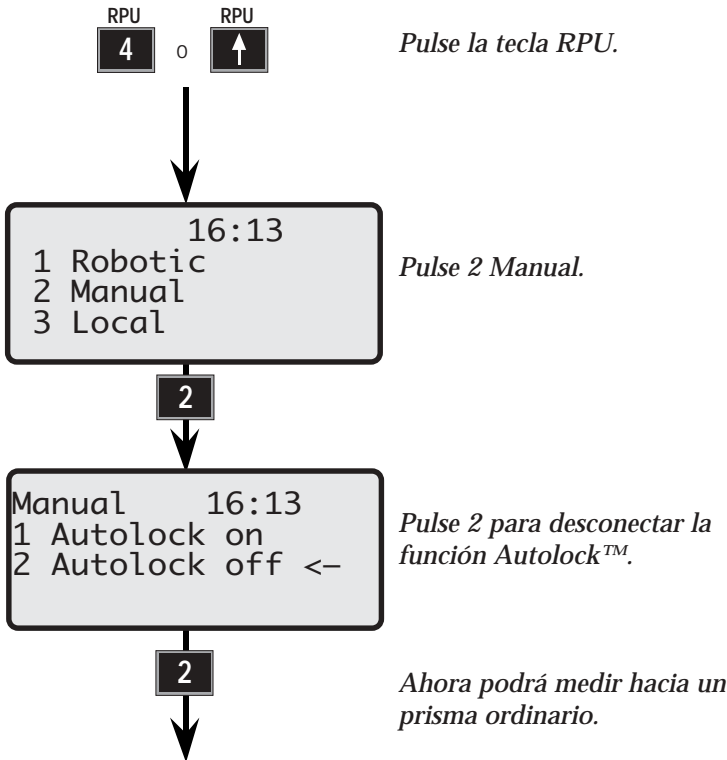 RPU RPU
4 o
Pulse la tecla RPU.
16:13
1 Robotic
2 Manual
3 Local
Pulse 2 Manual.
2
Manual 16:13
1 Autolock on
2 Autolock off <–
Pulse 2 para desconectar la
función Autolock™.
2
Ahora podrá medir hacia un
prisma ordinario.